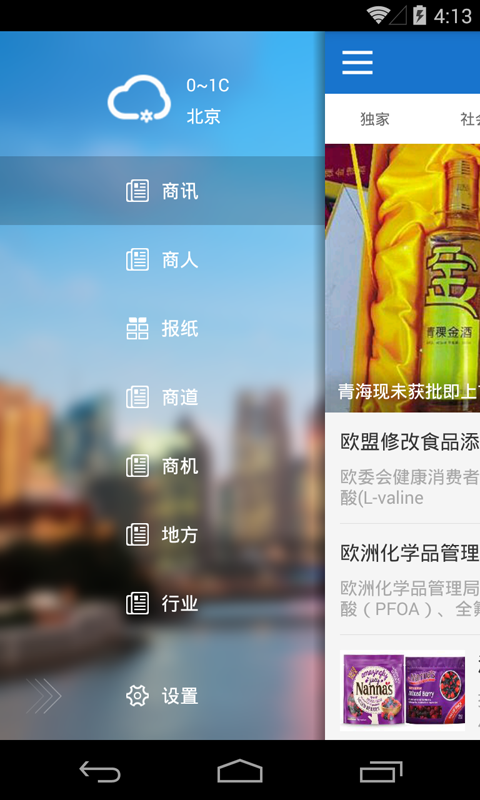 4:13
0~1C
北京
商讯
商人
报纸
商道
商机
地方
行业
设置
独家
社
青稞金酒
青海现未获批即上
欧盟修改食品添
欧委会健康消费者
酸(L-valine
欧洲化学品管理
欧洲化学品管理局
酸（PFOA）、全氟
amazingly
Nanna's
Mixed Berry